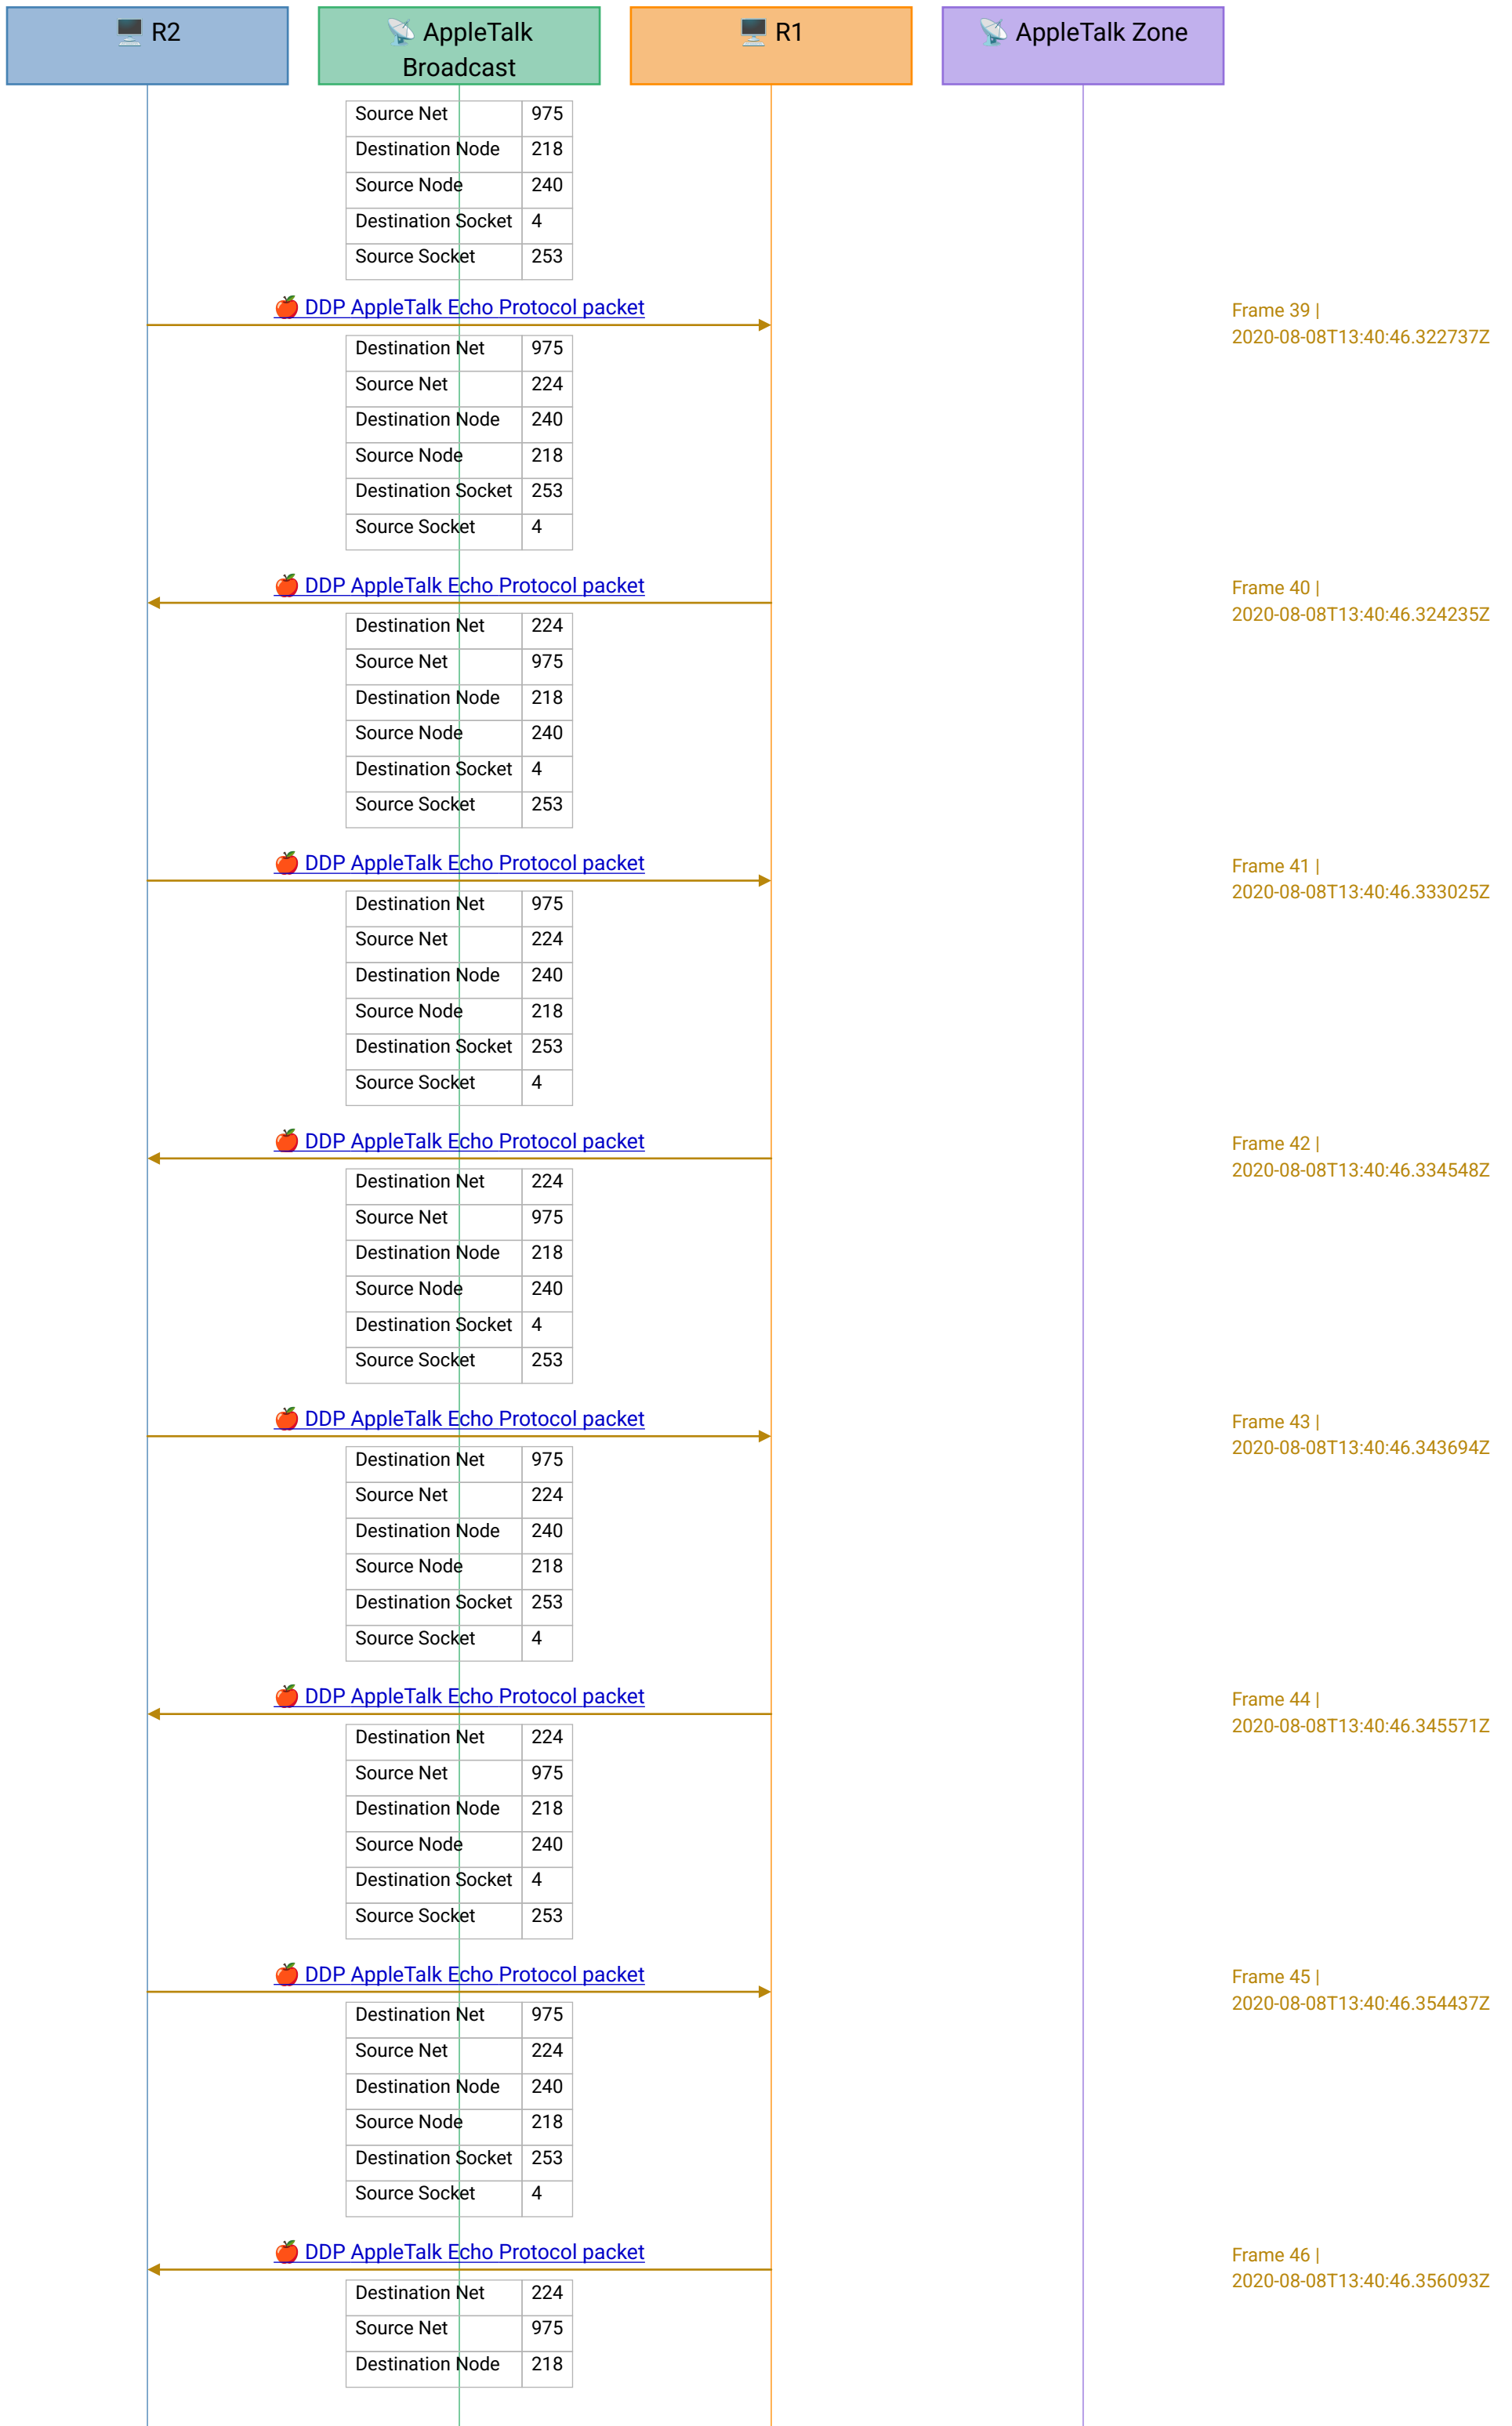 🖥️ R2
📡 AppleTalk
Broadcast
🖥️ R1
📡 AppleTalk Zone
Source Net 975
Destination Node 218
Source Node 240
Destination Socket 4
Source Socket 253
🍎 DDP AppleTalk Echo Protocol packet
Frame 39 |
2020-08-08T13:40:46.322737Z
Destination Net 975
Source Net 224
Destination Node 240
Source Node 218
Destination Socket 253
Source Socket 4
🍎 DDP AppleTalk Echo Protocol packet
Frame 40 |
2020-08-08T13:40:46.324235Z
Destination Net 224
Source Net 975
Destination Node 218
Source Node 240
Destination Socket 4
Source Socket 253
🍎 DDP AppleTalk Echo Protocol packet
Frame 41 |
2020-08-08T13:40:46.333025Z
Destination Net 975
Source Net 224
Destination Node 240
Source Node 218
Destination Socket 253
Source Socket 4
🍎 DDP AppleTalk Echo Protocol packet
Frame 42 |
2020-08-08T13:40:46.334548Z
Destination Net 224
Source Net 975
Destination Node 218
Source Node 240
Destination Socket 4
Source Socket 253
🍎 DDP AppleTalk Echo Protocol packet
Frame 43 |
2020-08-08T13:40:46.343694Z
Destination Net 975
Source Net 224
Destination Node 240
Source Node 218
Destination Socket 253
Source Socket 4
🍎 DDP AppleTalk Echo Protocol packet
Frame 44 |
2020-08-08T13:40:46.345571Z
Destination Net 224
Source Net 975
Destination Node 218
Source Node 240
Destination Socket 4
Source Socket 253
🍎 DDP AppleTalk Echo Protocol packet
Frame 45 |
2020-08-08T13:40:46.354437Z
Destination Net 975
Source Net 224
Destination Node 240
Source Node 218
Destination Socket 253
Source Socket 4
🍎 DDP AppleTalk Echo Protocol packet
Frame 46 |
2020-08-08T13:40:46.356093Z
Destination Net 224
Source Net 975
Destination Node 218